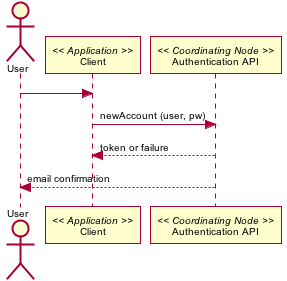 User
<< Application >>
Client
<< Coordinating Node >>
Authentication API
newAccount (user, pw)
token or failure
email confirmation
User
<< Application >>
Client
<< Coordinating Node >>
Authentication API